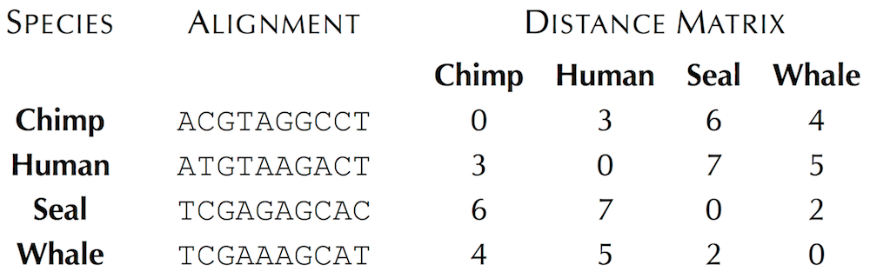 SPECIES ALIGNMENT DISTANCE MATRIX
Chimp Human Seal Whale
Chimp ACGTAGGCCT 0 3 6 4
Human ATGTAAGACT 3 0 7 5
Seal TCGAGAGCAC 6 7 0 2
Whale TCGAAAGCAT 4 5 2 0